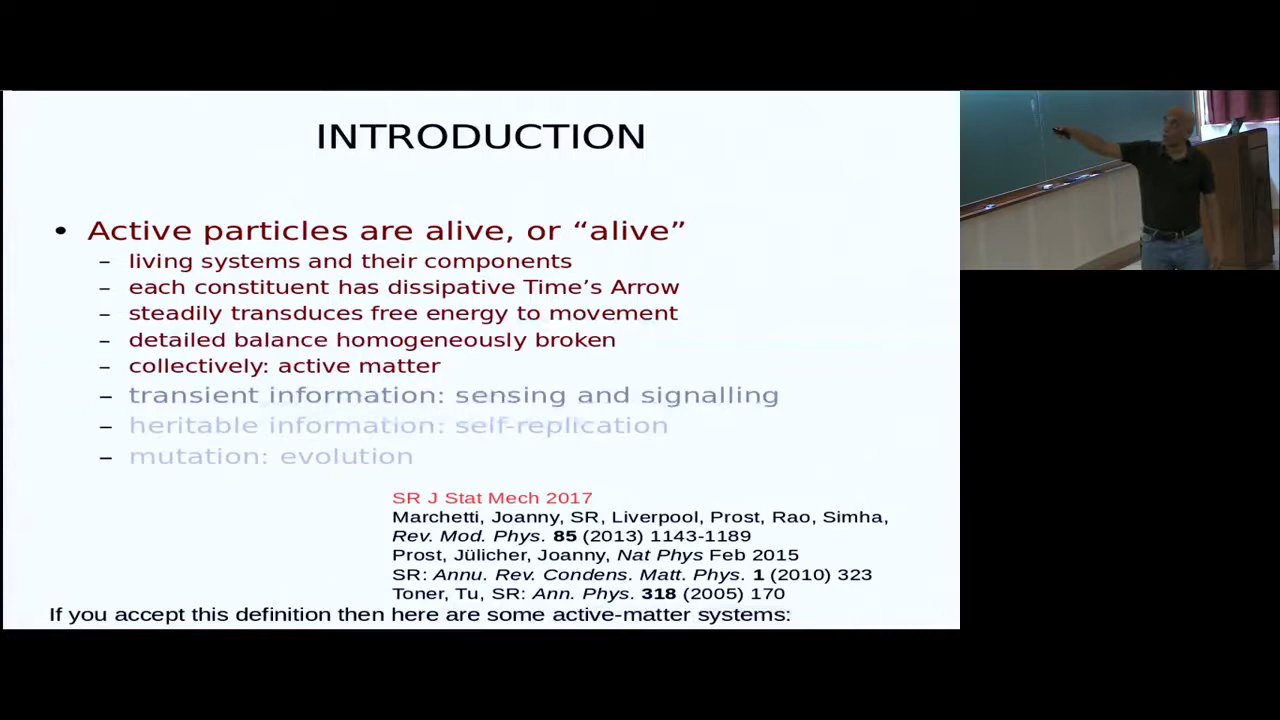 INTRODUCTION
• Active particles are alive, or “alive”
– living systems and their components
– each constituent has dissipative Time’s Arrow
– steadily transduces free energy to movement
– detailed balance homogeneously broken
– collectively: active matter
– transient information: sensing and signalling
– heritable information: self-replication
– mutation: evolution
SR J Stat Mech 2017
Marchetti, Joanny, SR, Liverpool, Prost, Rao, Simha,
Rev. Mod. Phys. 85 (2013) 1143-1189
Prost, Jülicher, Joanny, Nat Phys Feb 2015
SR: Annu. Rev. Condens. Matt. Phys. 1 (2010) 323
Toner, Tu, SR: Ann. Phys. 318 (2005) 170
If you accept this definition then here are some active-matter systems: